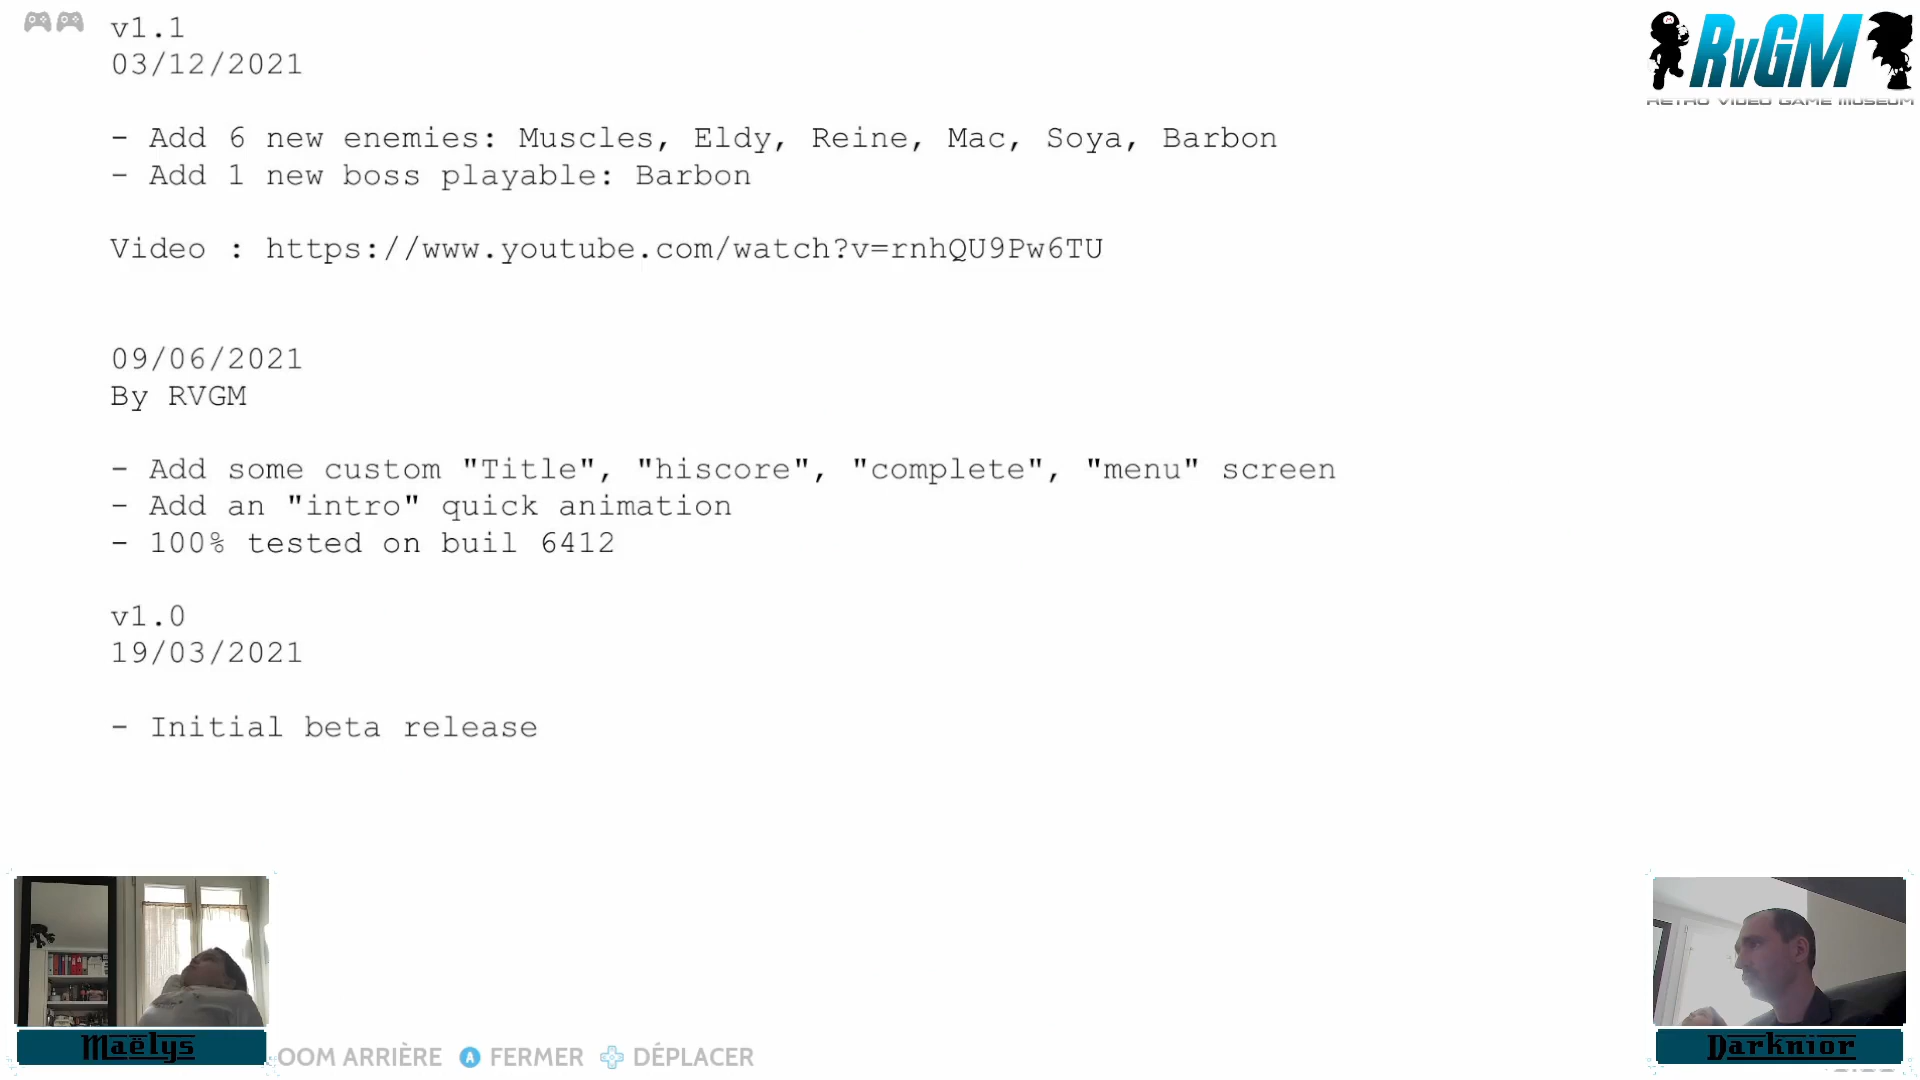 v1.1
03/12/2021
- Add 6 new enemies: Muscles, Eldy, Reine, Mac, Soya, Barbon
- Add 1 new boss playable: Barbon
Video : https://www.youtube.com/watch?v=rnhQU9Pw6TU
09/06/2021
By RVGM
- Add some custom "Title", "hiscore", "complete", "menu" screen
- Add an "intro" quick animation
- 100% tested on buil 6412
v1.0
19/03/2021
- Initial beta release
RvGM
RETRO VIDEO GAME MUSEUM
Maëlys
Darknior
OOM ARRIÈRE A FERMER DÉPLACER